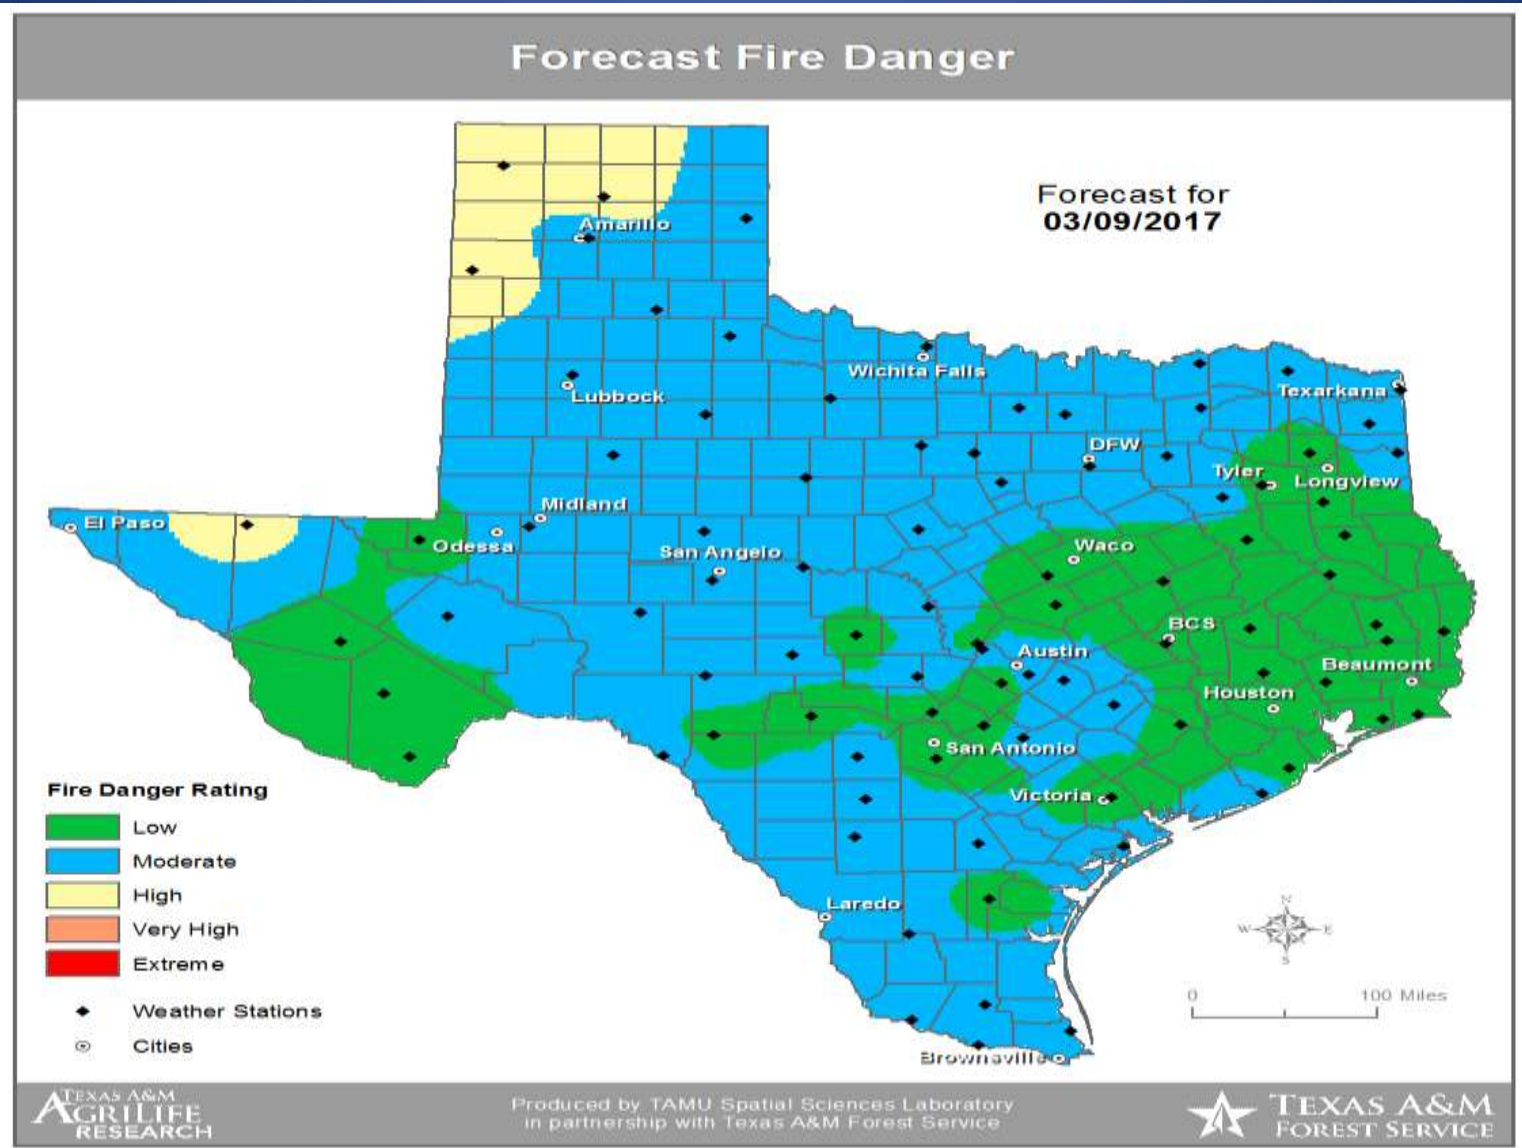 Forecast Fire Danger
Forecast for
03/09/2017
Amarillo
Wichita Falls
Lubbock
Texarkana
DFW
Tyler
Longview
Midland
El Paso
Odessa
San Angelo
Waco
BCS
Austin
Beaumont
Houston
San Antonio
Victoria
Laredo
Brownsville
Fire Danger Rating
Low
Moderate
High
Very High
Extreme
Weather Stations
Cities
N
W E
S
0 100 Miles
TEXAS A&M
AGRILIFE
RESEARCH
Produced by TAMU Spatial Sciences Laboratory
in partnership with Texas A&M Forest Service
TEXAS A&M
FOREST SERVICE